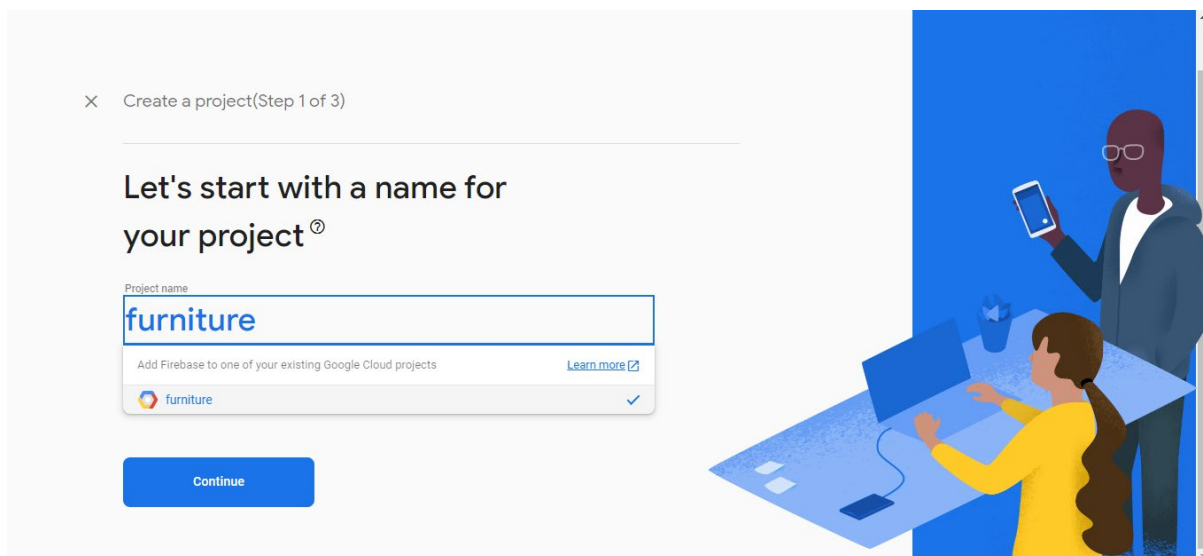 Create a project(Step 1 of 3)
Let's start with a name for
your project
Project name
furniture
Add Firebase to one of your existing Google Cloud projects Learn more
furniture
Continue